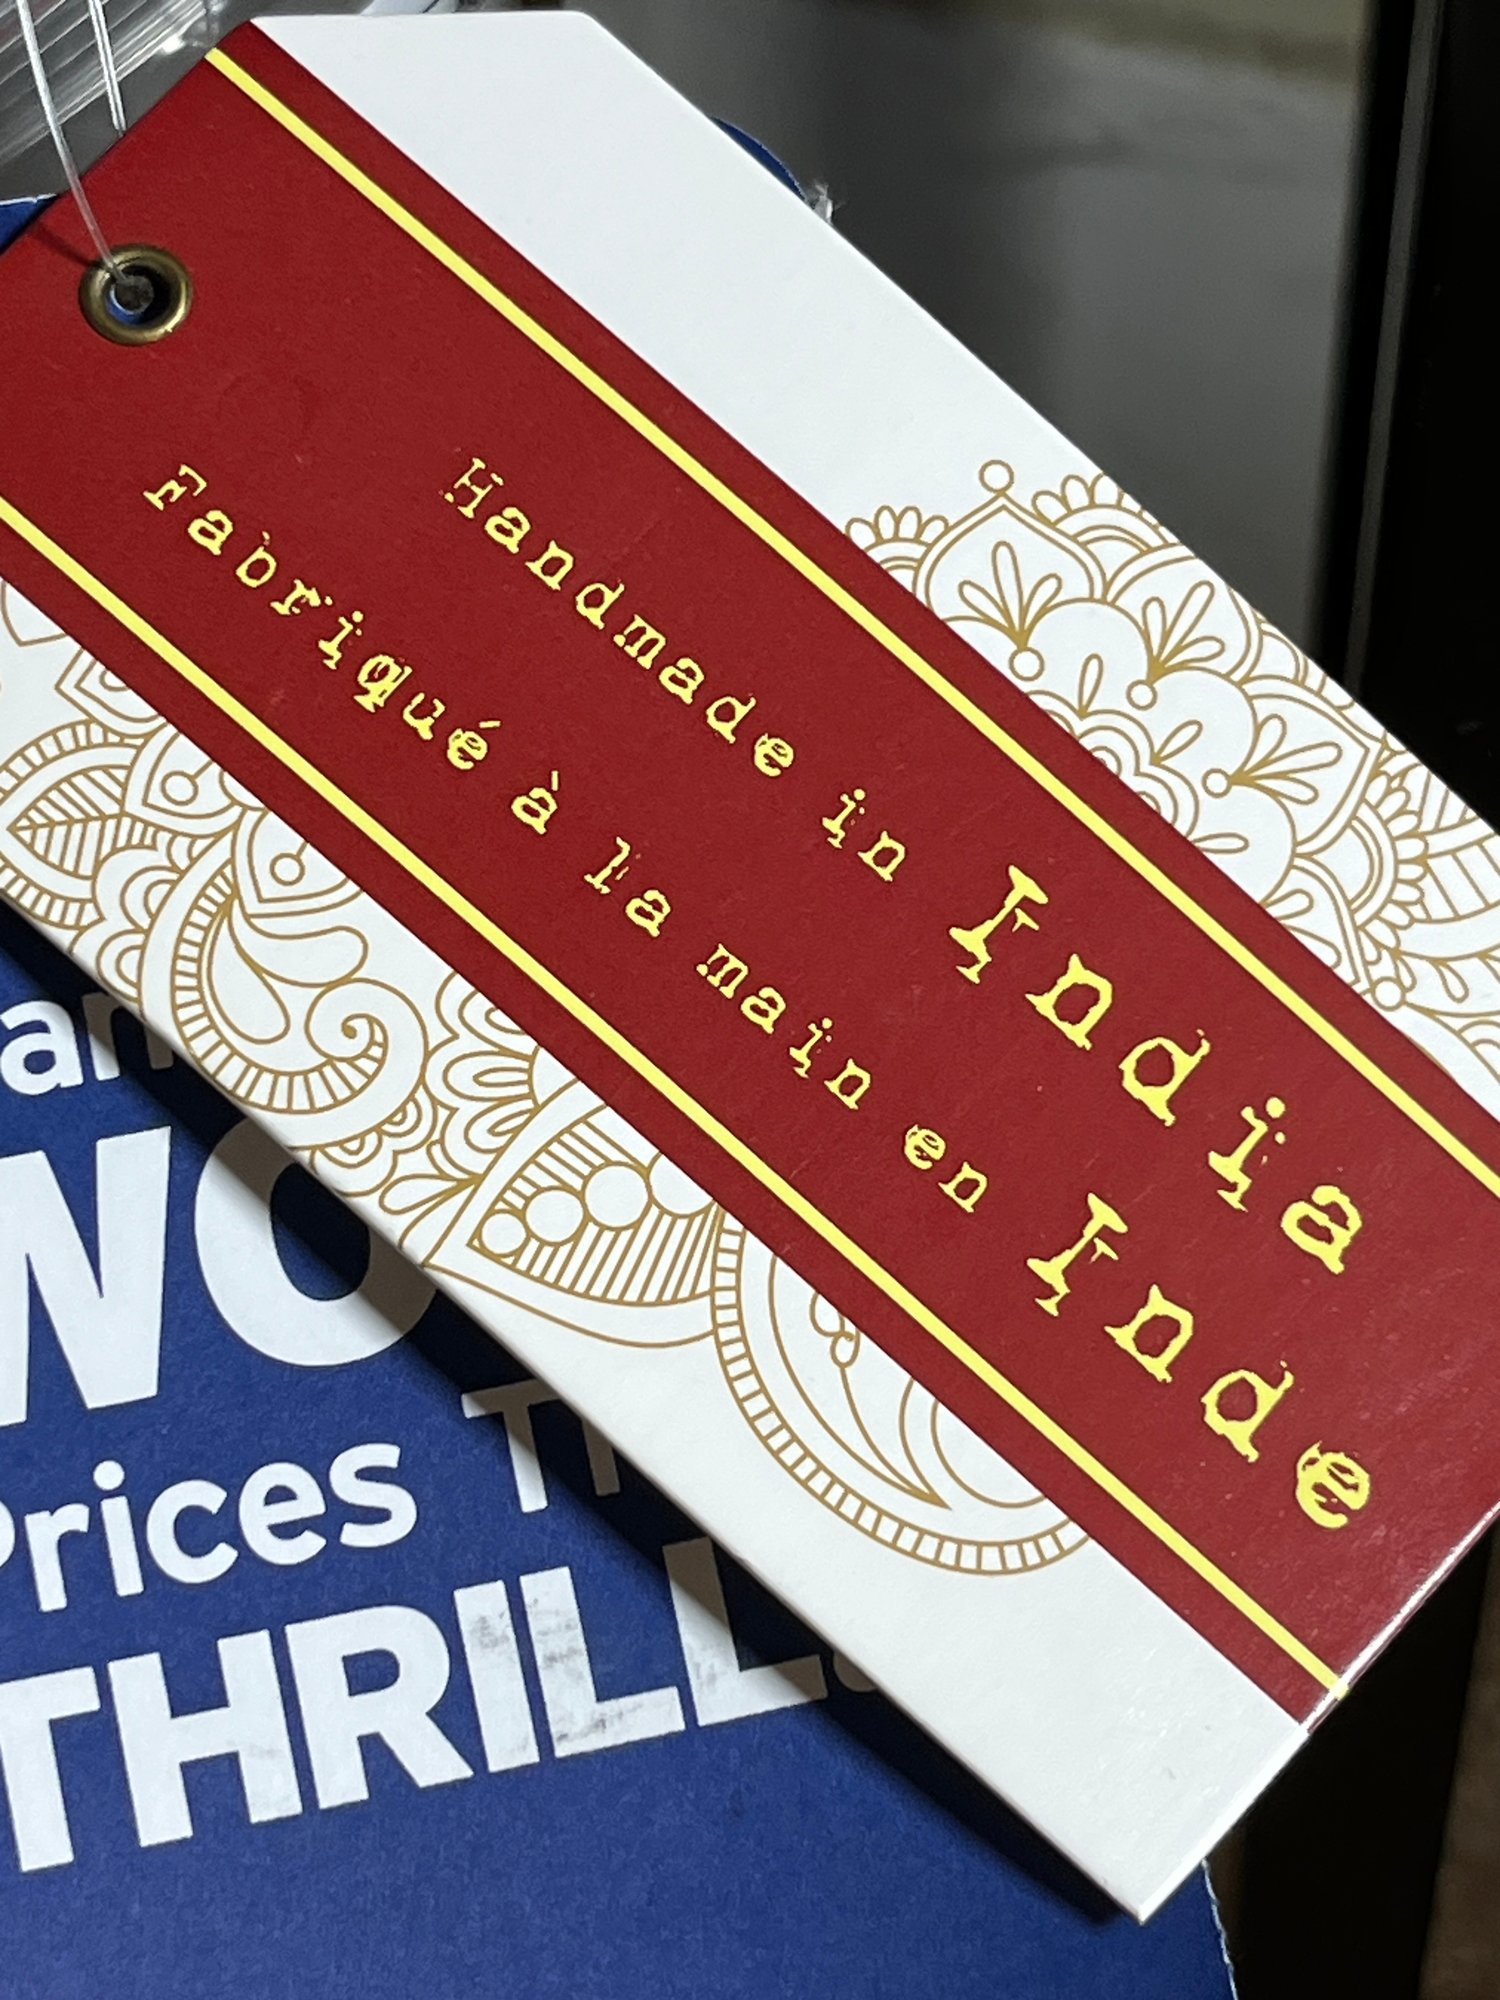 Handmade in India
Fabriqué à la main en Inde
Prices
THRILL